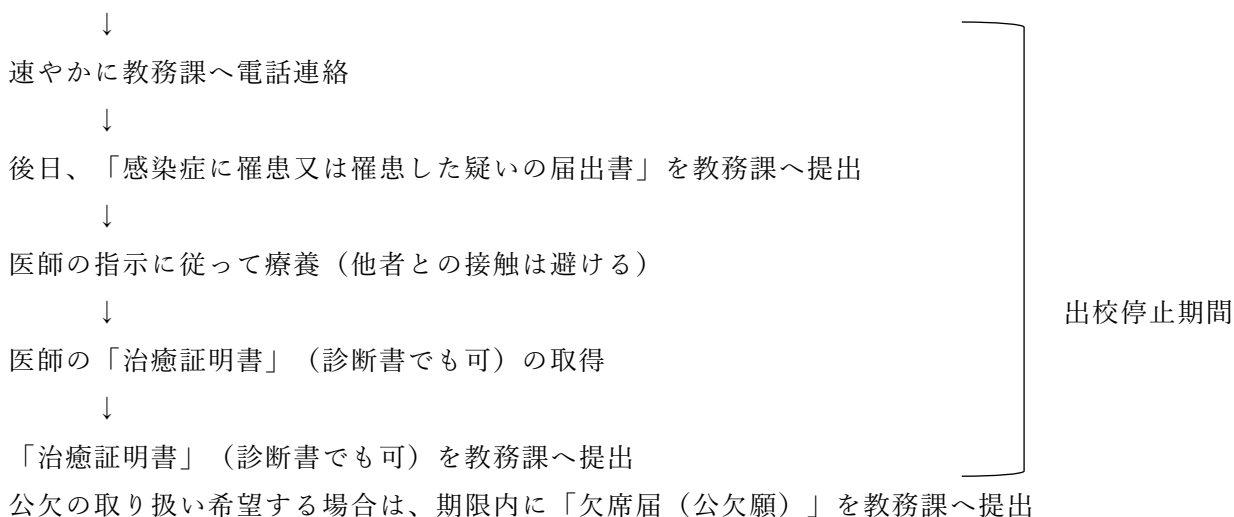 ↓
速やかに教務課へ電話連絡
↓
後日、「感染症に罹患又は罹患した疑いの届出書」を教務課へ提出
↓
医師の指示に従って療養（他者との接触は避ける）
↓
出校停止期間
医師の「治癒証明書」（診断書でも可）の取得
↓
「治癒証明書」（診断書でも可）を教務課へ提出
公欠の取り扱い希望する場合は、期限内に「欠席届（公欠願）」を教務課へ提出